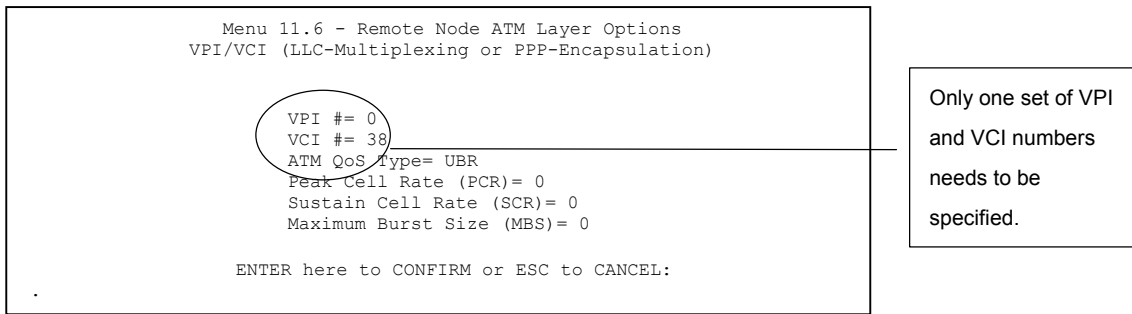 Menu 11.6 - Remote Node ATM Layer Options
VPI/VCI (LLC-Multiplexing or PPP-Encapsulation)
VPI #= 0
VCI #= 38
ATM QoS Type= UBR
Peak Cell Rate (PCR)= 0
Sustain Cell Rate (SCR)= 0
Maximum Burst Size (MBS)= 0
ENTER here to CONFIRM or ESC to CANCEL:
.
Only one set of VPI
and VCI numbers
needs to be
specified.